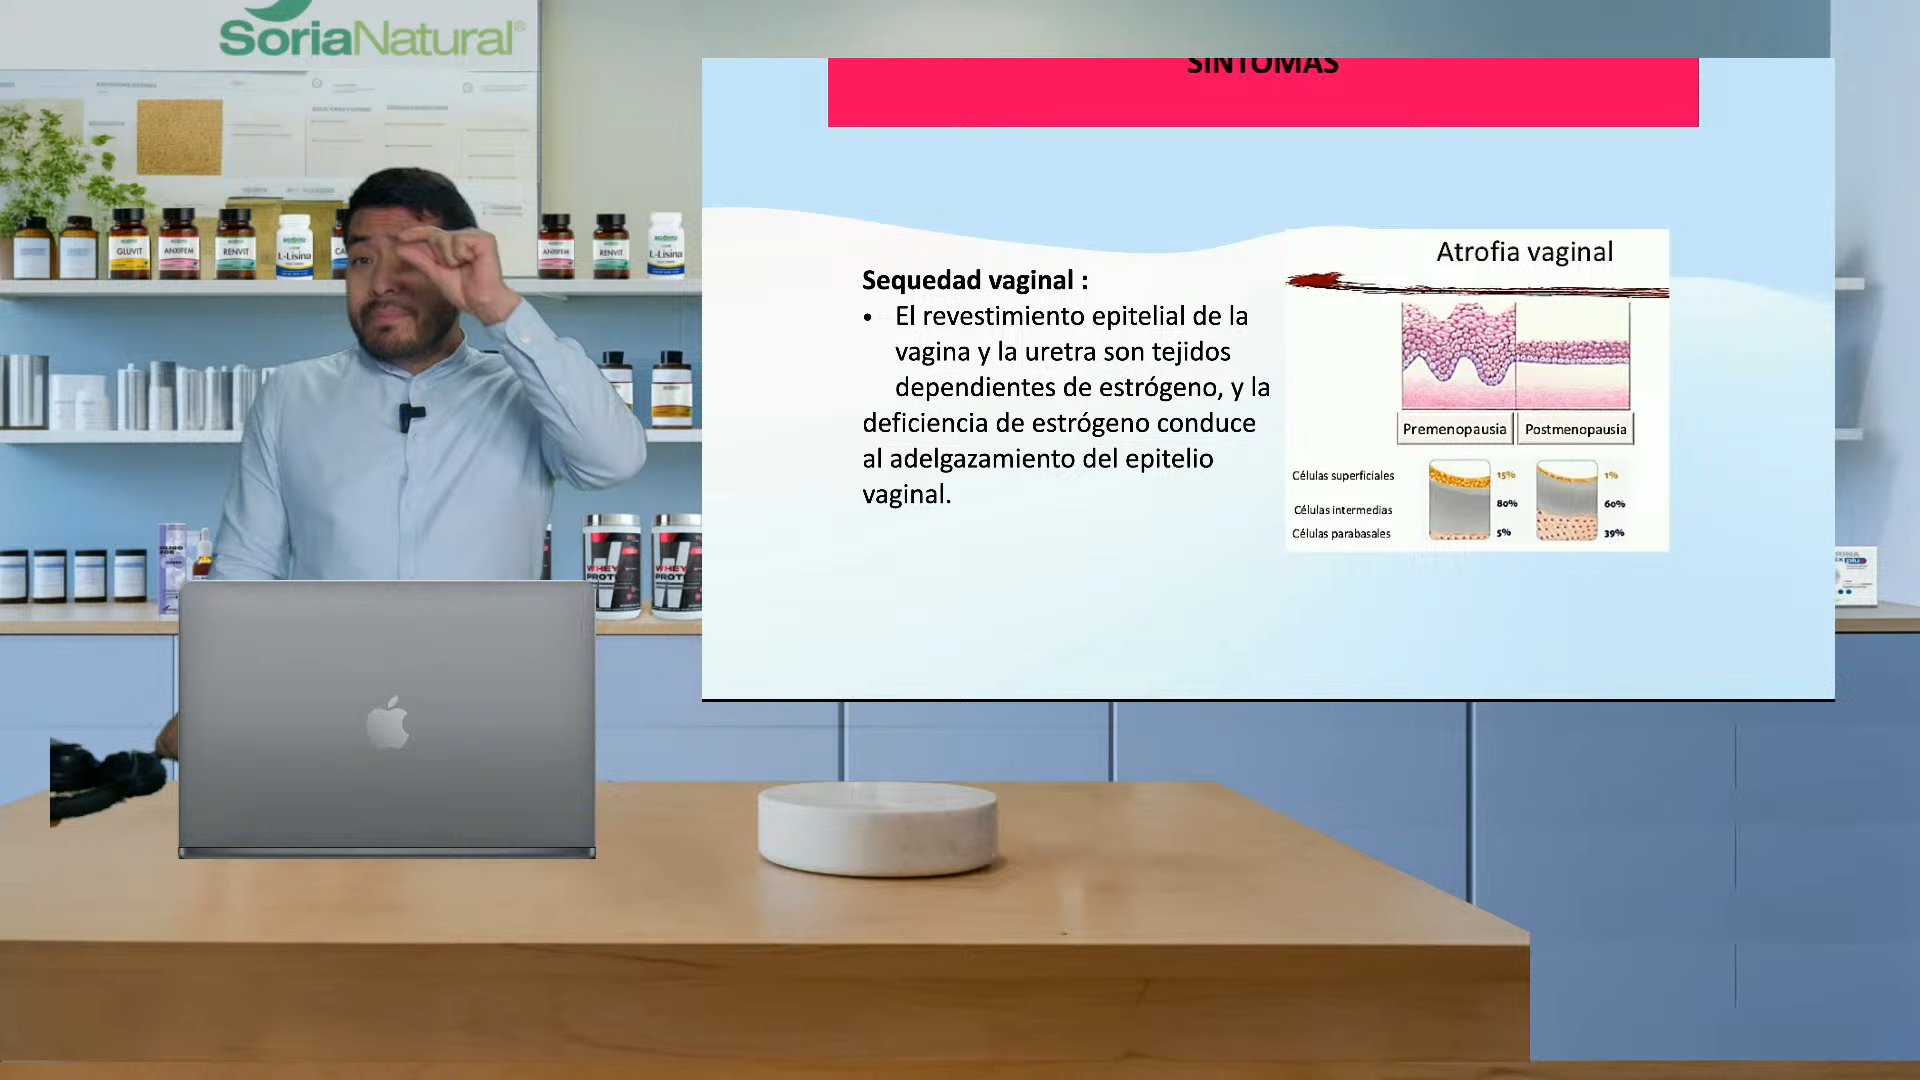 SoriaNatural®
SÍNTOMAS
GLUVIT
ANXIFEM
RENVIT
L-Lisina
CA
ANXIFEM
RENVIT
L-Lisina
Sequedad vaginal :
• El revestimiento epitelial de la
vagina y la uretra son tejidos
dependientes de estrógeno, y la
deficiencia de estrógeno conduce
al adelgazamiento del epitelio
vaginal.
Atrofia vaginal
Premenopausia
Postmenopausia
Células superficiales
15%
1%
Células intermedias
80%
60%
Células parabasales
5%
39%
WHEY
PROT
WHEY
PROT